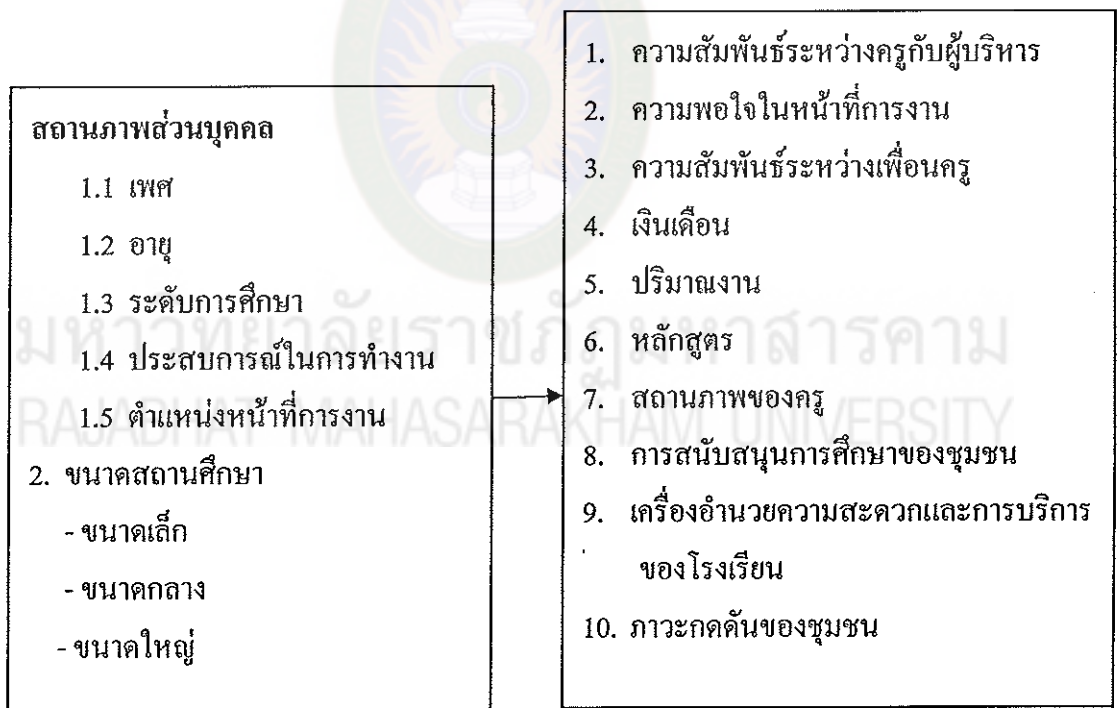 สถานภาพส่วนบุคคล
1.1 เพศ
1.2 อายุ
1.3 ระดับการศึกษา
1.4 ประสบการณ์ในการทำงาน
1.5 ตำแหน่งหน้าที่การงาน
2. ขนาดสถานศึกษา
- ขนาดเล็ก
- ขนาดกลาง
- ขนาดใหญ่
1. ความสัมพันธ์ระหว่างครูกับผู้บริหาร
2. ความพอใจในหน้าที่การงาน
3. ความสัมพันธ์ระหว่างเพื่อนครู
4. เงินเดือน
5. ปริมาณงาน
6. หลักสูตร
7. สถานภาพของครู
8. การสนับสนุนการศึกษาของชุมชน
9. เครื่องอำนวยความสะดวกและการบริการ
ของโรงเรียน
10. ภาวะกดดันของชุมชน
มหาวิทยาลัยราชภัฏมหาสารคาม
RAJABHAT MAHASARAKHAM UNIVERSITY